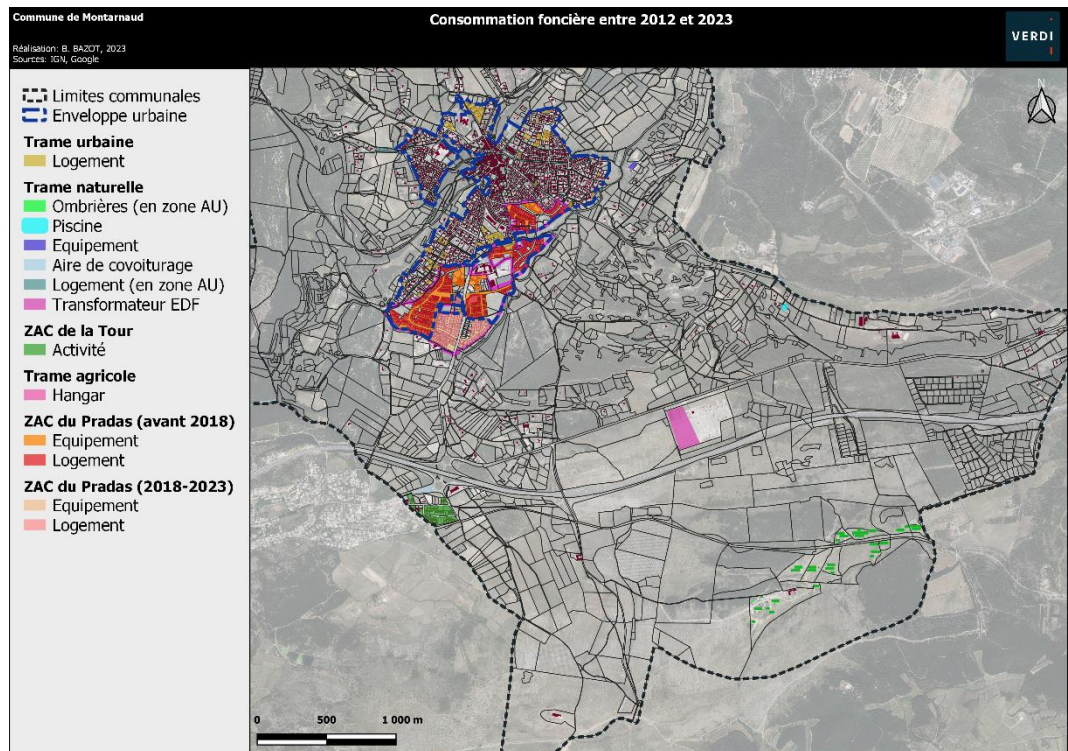 Commune de Montarnaud
Consommation foncière entre 2012 et 2023
VERDI
Réalisation: B. BAZOT, 2023
Sources: IGN, Google
Limites communales
Enveloppe urbaine
Trame urbaine
Logement
Trame naturelle
Ombrières (en zone AU)
Piscine
Equipement
Aire de covoiturage
Logement (en zone AU)
Transformateur EDF
ZAC de la Tour
Activité
Trame agricole
Hangar
ZAC du Pradas (avant 2018)
Equipement
Logement
ZAC du Pradas (2018-2023)
Equipement
Logement
N
0 500 1 000 m